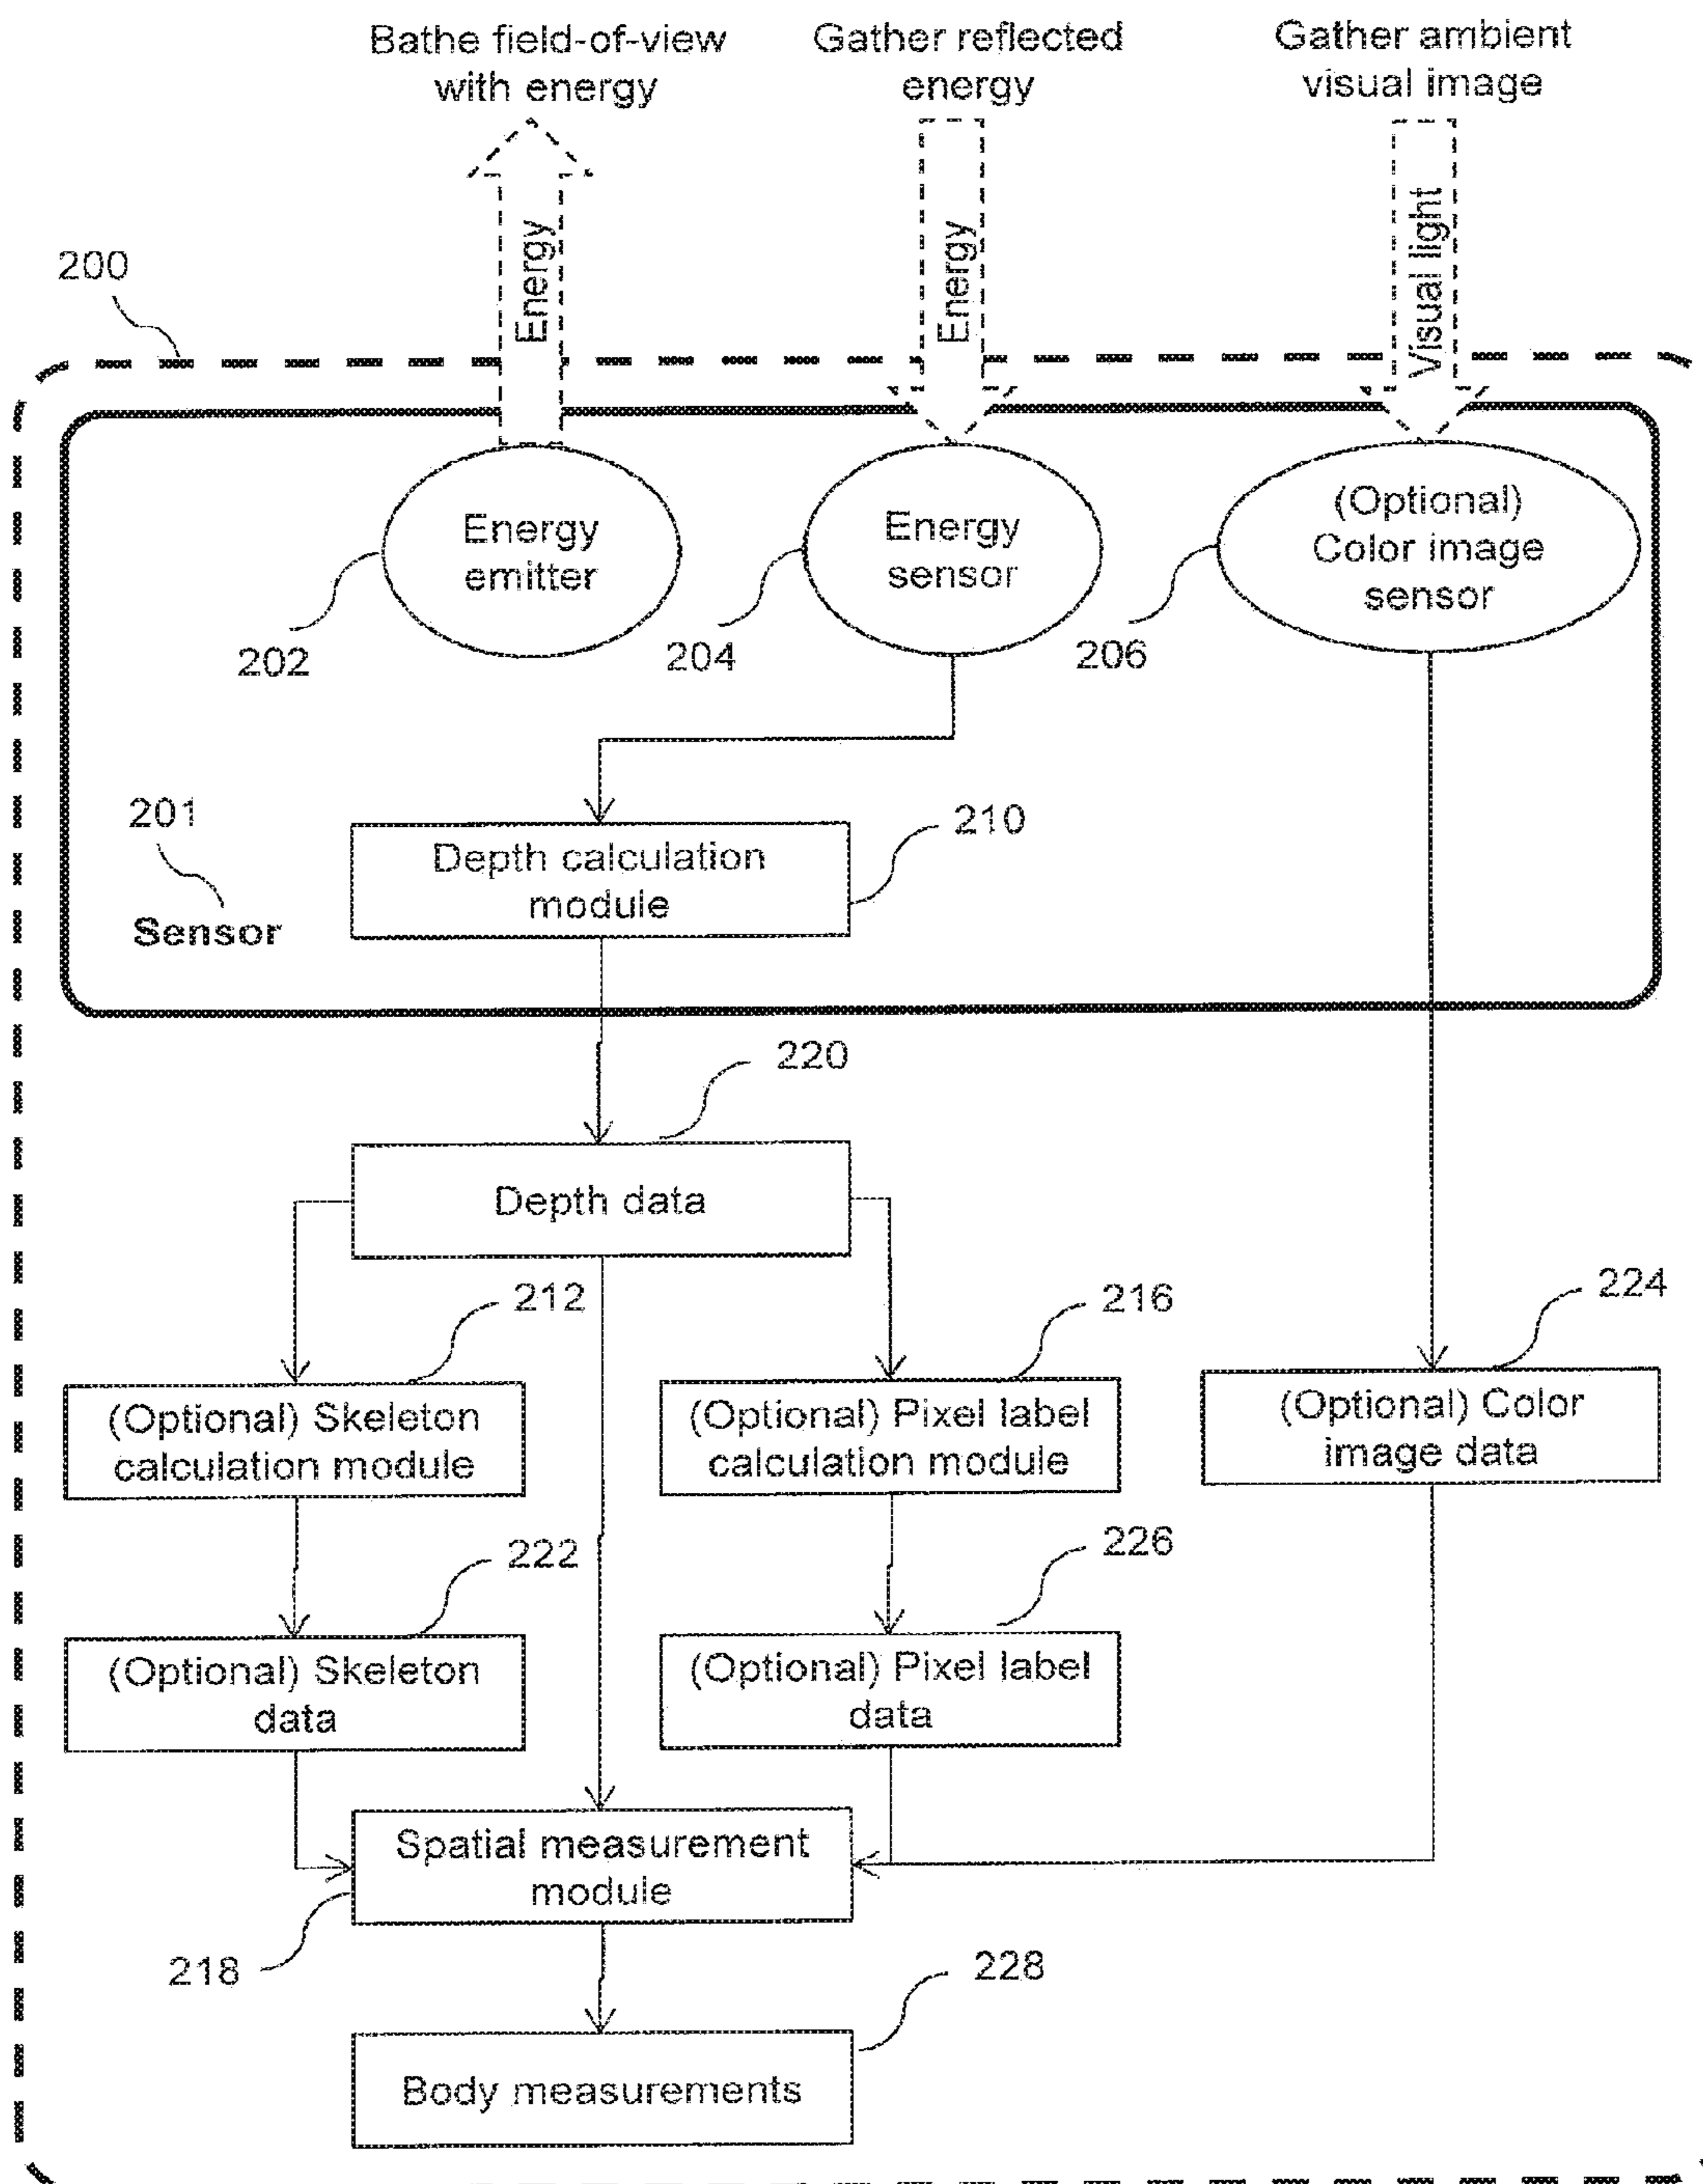 Bathe field-of-view
with energy
Gather reflected
energy
Gather ambient
visual image
Energy
Energy
Visual light
200
Energy
emitter
Energy
sensor
(Optional)
Color image
sensor
202
204
206
201
Sensor
Depth calculation
module
210
220
Depth data
212
216
224
(Optional) Skeleton
calculation module
(Optional) Pixel label
calculation module
(Optional) Color
image data
222
226
(Optional) Skeleton
data
(Optional) Pixel label
data
Spatial measurement
module
218
228
Body measurements